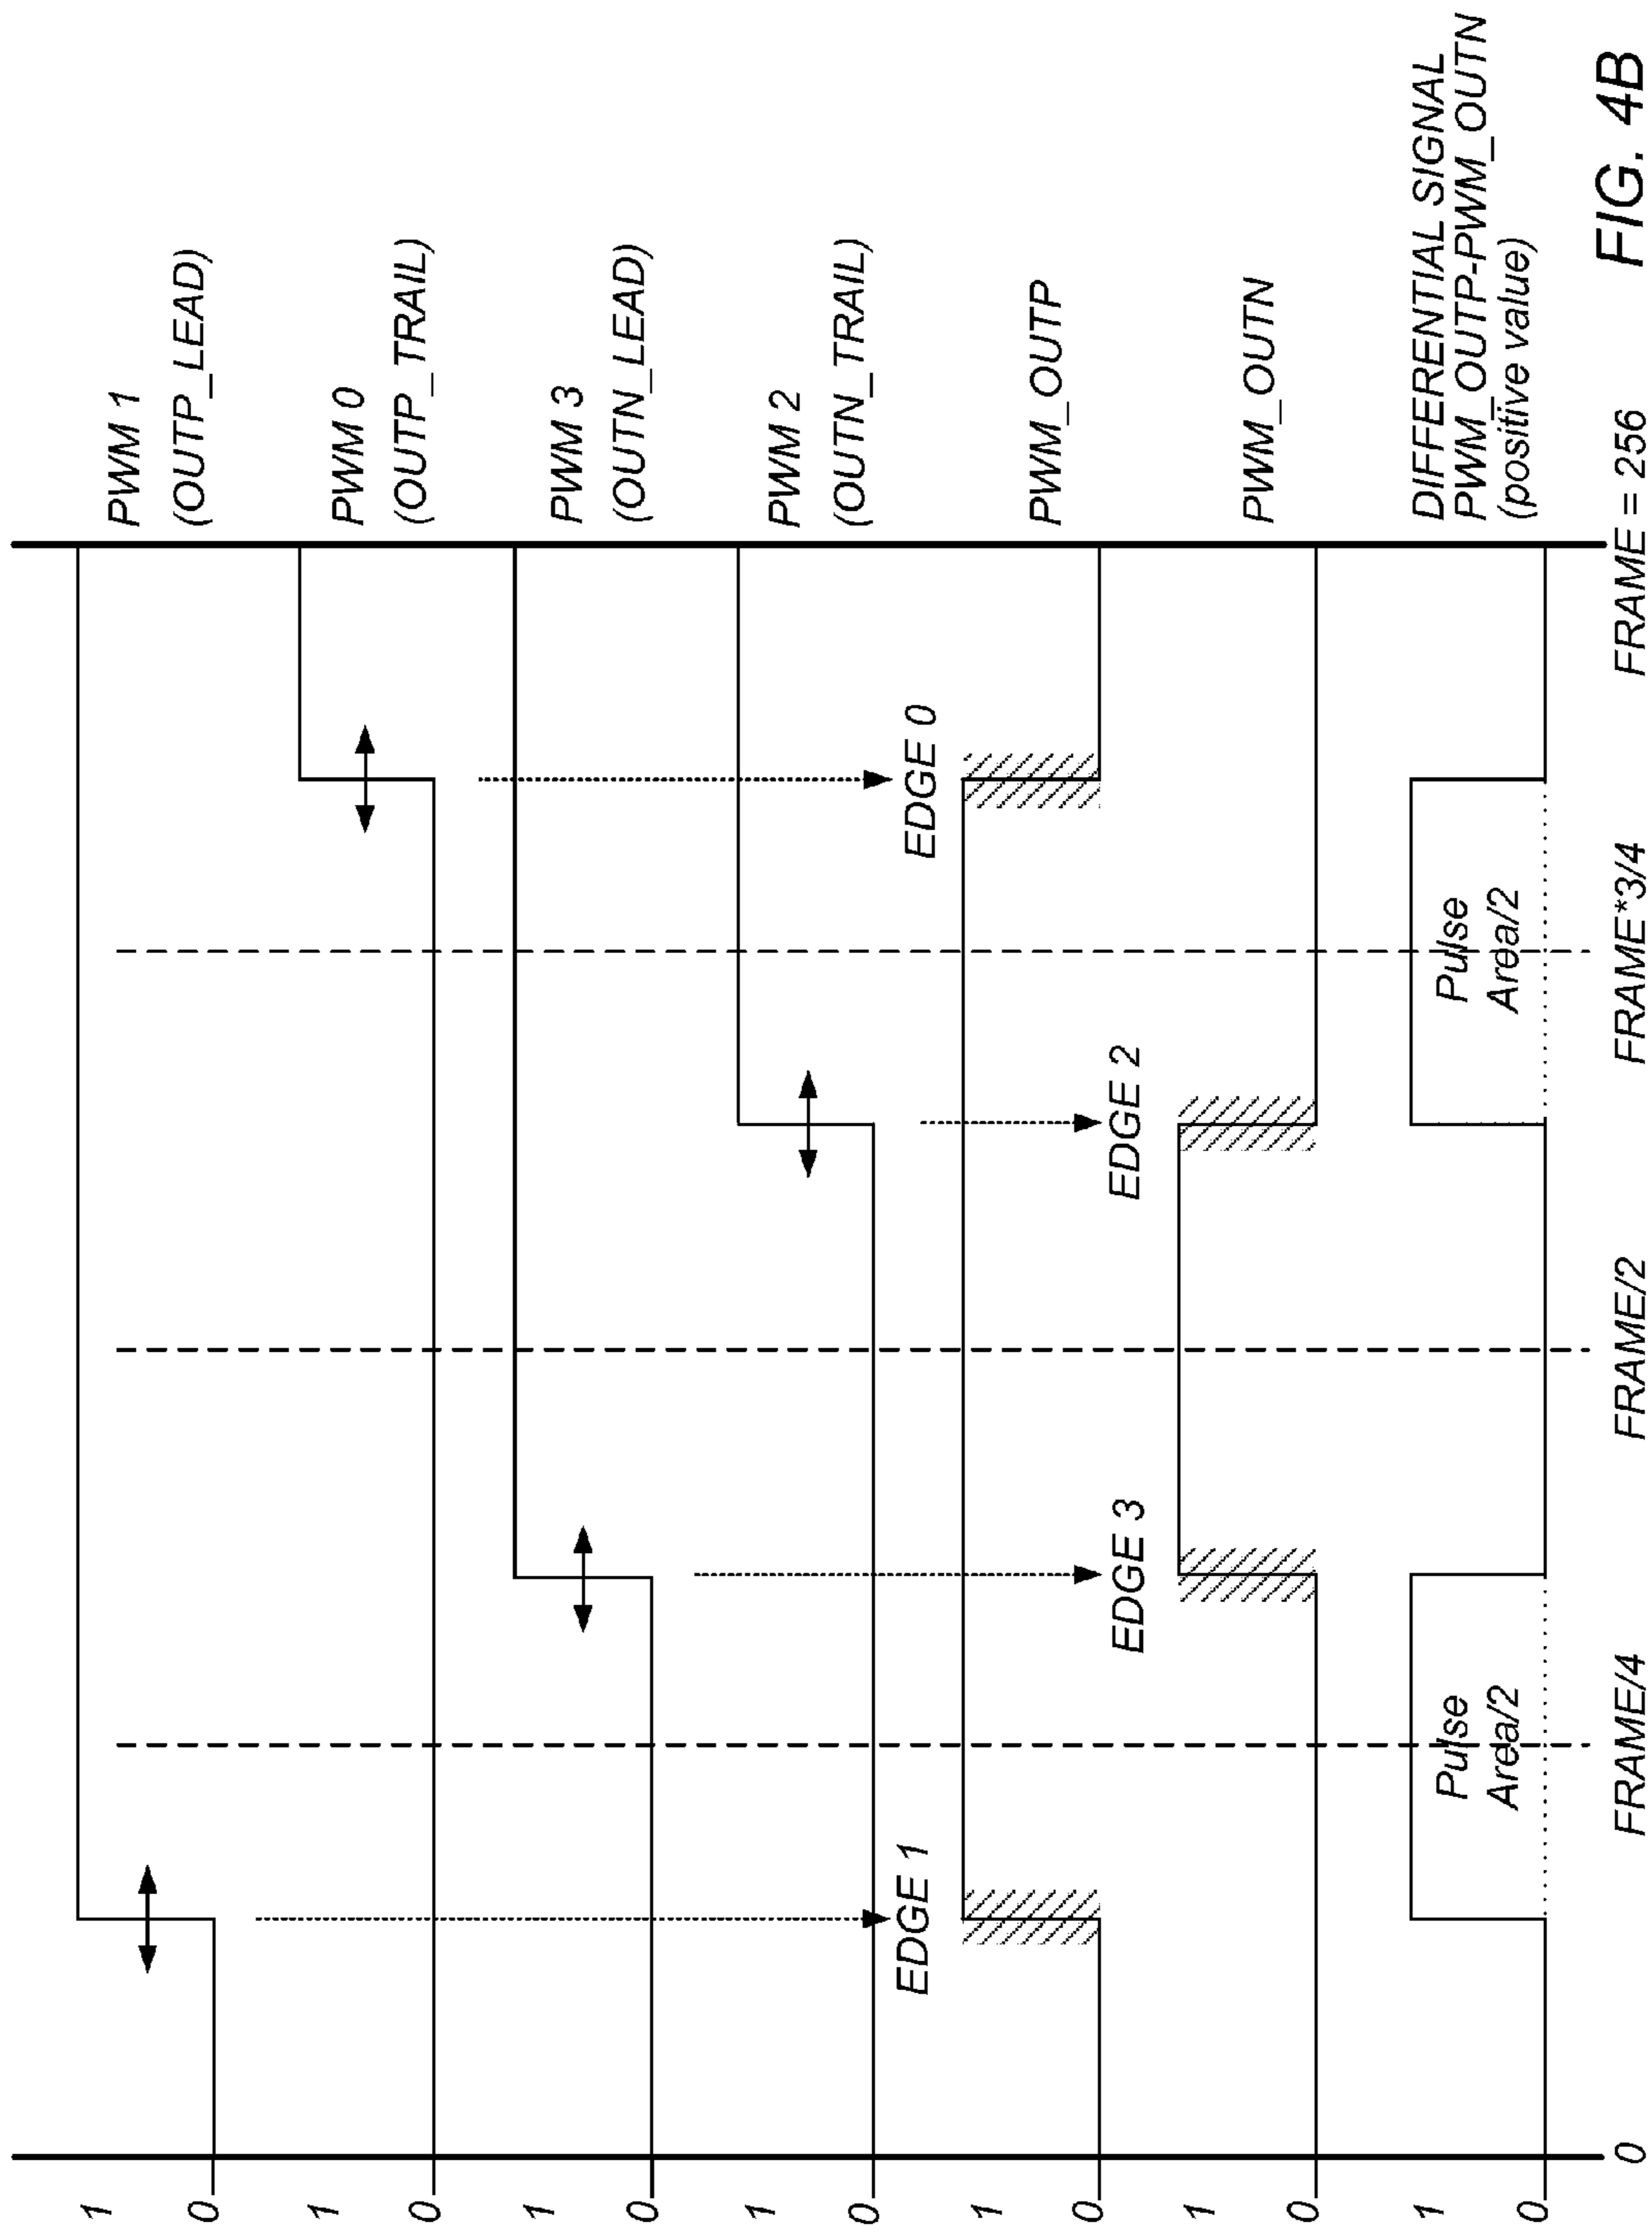 1
0
PWM 1
(OUTP_LEAD)
1
0
PWM 0
(OUTP_TRAIL)
1
0
PWM 3
(OUTN_LEAD)
1
0
PWM 2
(OUTN_TRAIL)
EDGE 1
EDGE 0
1
0
PWM_OUTP
EDGE 3
EDGE 2
1
0
PWM_OUTN
1
0
Pulse
Area/2
Pulse
Area/2
DIFFERENTIAL SIGNAL
PWM_OUTP-PWM_OUTN
(positive value)
0
FRAME/4
FRAME/2
FRAME*3/4
FRAME = 256
FIG. 4B